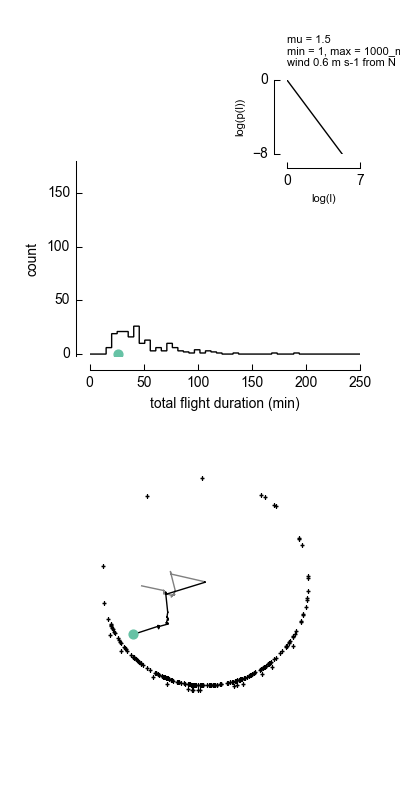 mu = 1.5
min = 1, max = 1000_m
wind 0.6 m s-1 from N
0
log(p(l))
−8
0 7
log(l)
150
100
50
0
count
0 50 100 150 200 250
total flight duration (min)